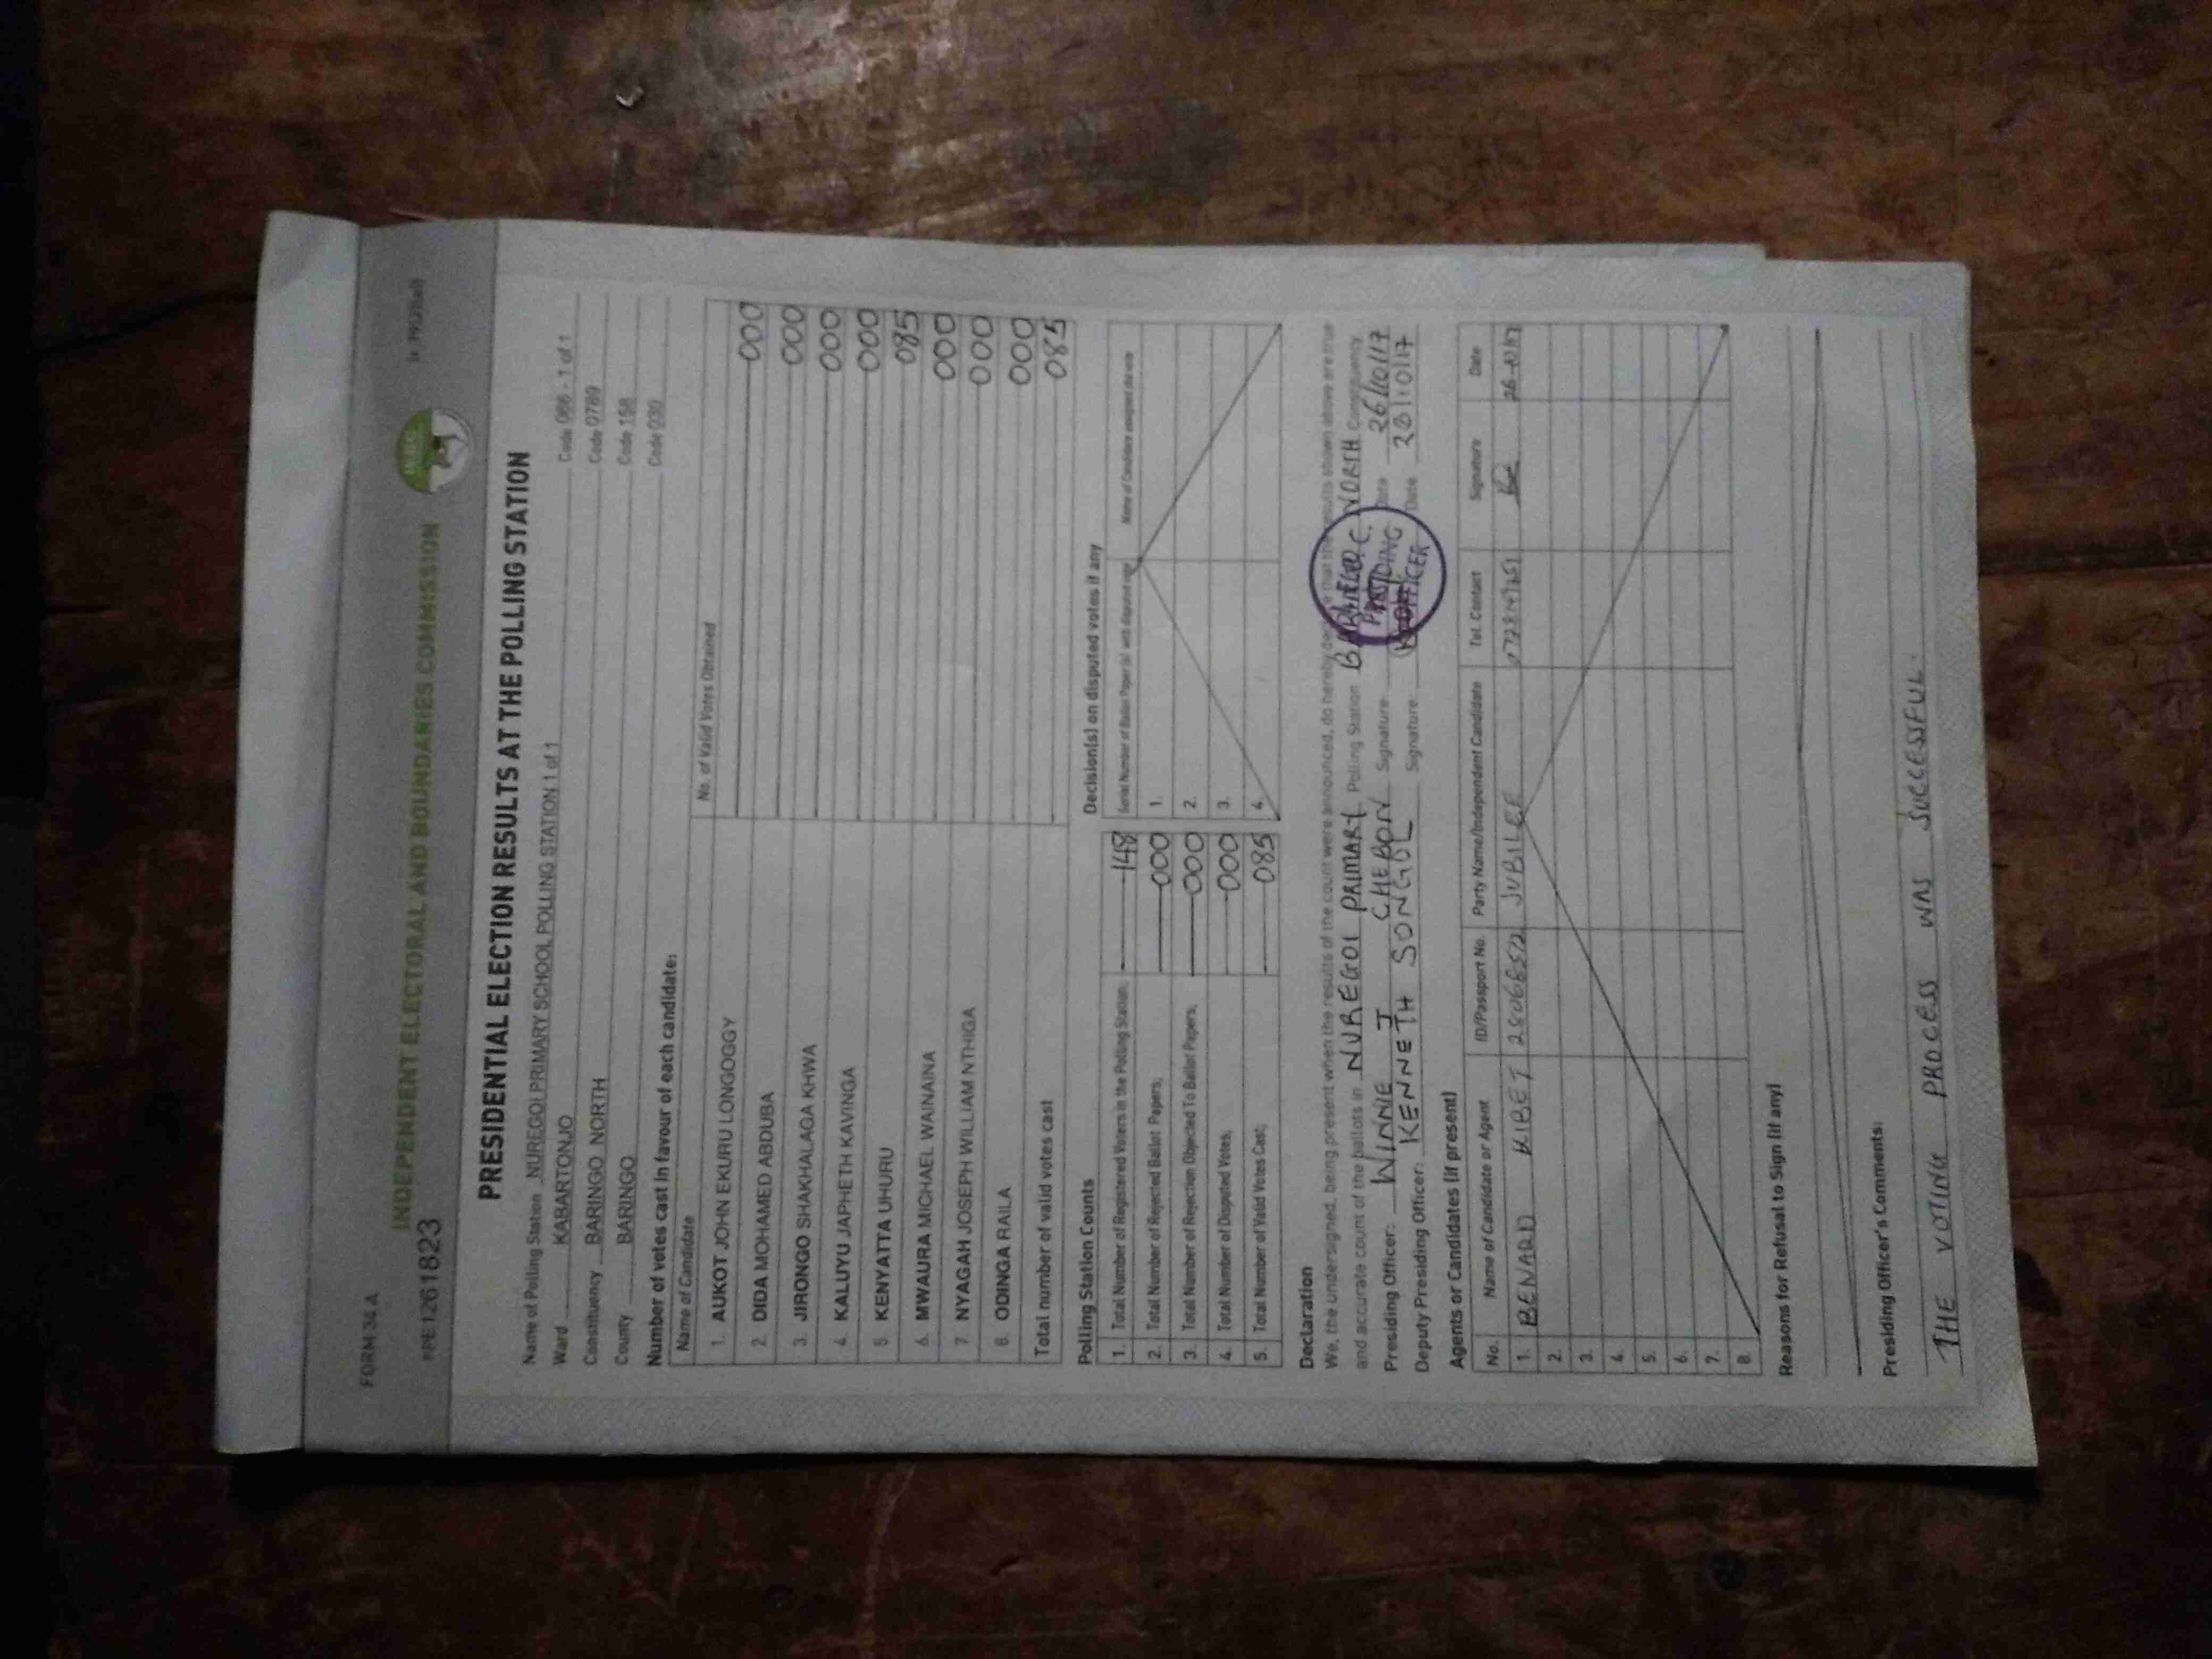 FORM 34 A
INDEPENDENT ELECTORAL AND BOUNDARIES COMMISSION
PRESIDENTIAL ELECTION RESULTS AT THE POLLING STATION
Name of Polling Station NUREGOI PRIMARY SCHOOL POLLING STATION 1 of 1 Code 066 - 1 of 1
Ward KABARTONJO Code 0789
Constituency BARINGO NORTH Code 158
County BARINGO Code 030
Number of votes cast in favour of each candidate:
Name of Candidate No. of Valid Votes Obtained
1. AUKOT JOHN EKURU LONGOGGY 000
2. DIDA MOHAMED ABDUBA 000
3. JIRONGO SHAKHALAGA KHWA 000
4. KALUYU JAPHETH KAVINGA 000
5. KENYATTA UHURU 085
6. MWAURA MICHAEL WAINAINA 000
7. NYAGAH JOSEPH WILLIAM NTHIGA 000
8. ODINGA RAILA 000
Total number of valid votes cast 085
Polling Station Counts
1. Total Number of Registered Voters in the Polling Station; 148
2. Total Number of Rejected Ballot Papers; 000
3. Total Number of Rejection Objected To Ballot Papers; 000
4. Total Number of Disputed Votes; 000
5. Total Number of Valid Votes Cast; 085
Decision(s) on disputed votes if any
Serial Number of Ballot Paper(s) with disputed vote Name of Candidate assigned the vote
1.
2.
3.
4.
Declaration
We, the undersigned, being present when the results of the count were announced, do hereby declare that the results shown above are true
and accurate count of the ballots in NUREGOI PRIMARY Polling Station BARINGO NORTH Constituency
Presiding Officer: WINNIE J CHEBON Signature Date 26/10/17
Deputy Presiding Officer: KENNETH SONGOL Signature Date
PRESIDING
OFFICER
Agents or Candidates (if present)
No. Name of Candidate or Agent ID/Passport No. Party Name/Independent Candidate Tel. Contact Signature Date
1. BENARD KIBET JUBILEE
2.
3.
4.
5.
6.
7.
8.
Reasons for Refusal to Sign (if any)
Presiding Officer's Comments:
THE VOTING PROCESS WAS SUCCESSFUL.